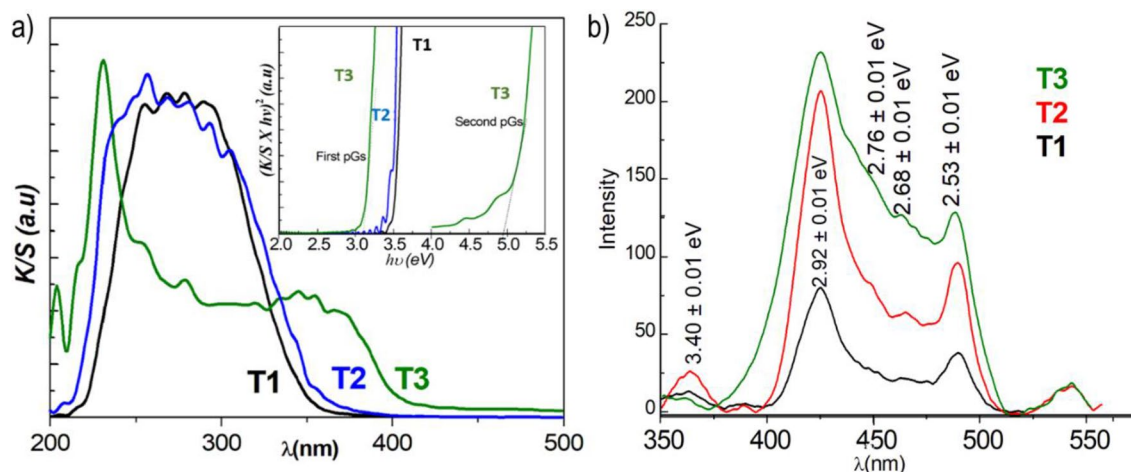 a)
K/S (a.u)
T1
T2
T3
200
300
400
500
λ(nm)
(K/S X hυ)² (a.u)
T1
T3
T2
T3
First pGs
Second pGs
2.0
2.5
3.0
3.5
4.0
4.5
5.0
5.5
hυ (eV)
b)
Intensity
250
200
150
100
50
0
3.40 ± 0.01 eV
2.92 ± 0.01 eV
2.76 ± 0.01 eV
2.68 ± 0.01 eV
2.53 ± 0.01 eV
T3
T2
T1
350
400
450
500
550
λ(nm)